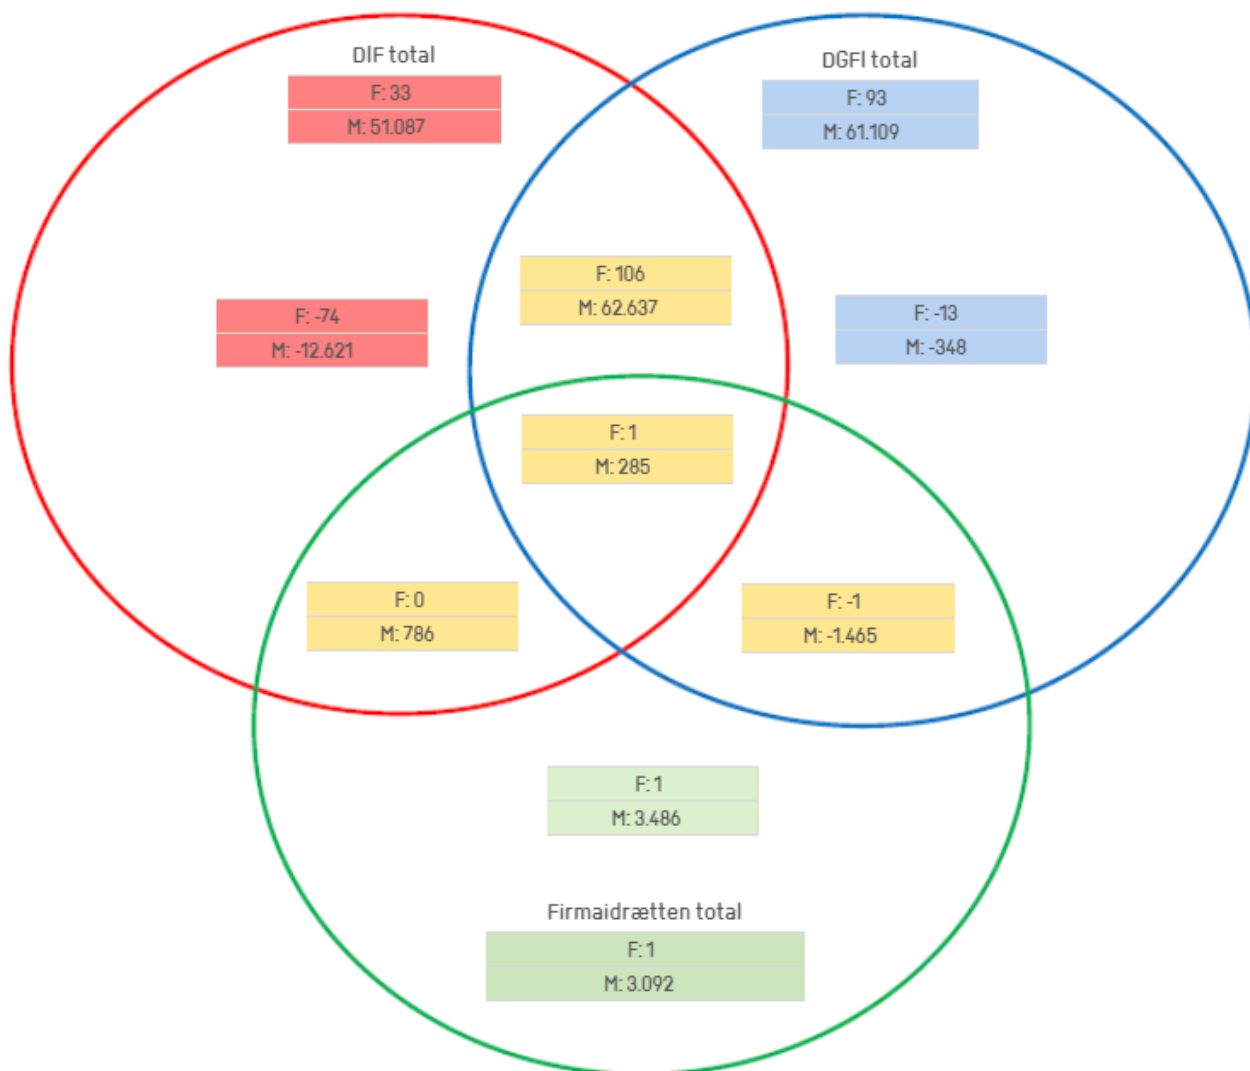 DIF total
F: 33
M: 51.087
DGFI total
F: 93
M: 61.109
F: 106
M: 62.637
F: -74
M: -12.621
F: -13
M: -348
F: 1
M: 285
F: 0
M: 786
F: -1
M: -1.465
F: 1
M: 3.486
Firmaidrætten total
F: 1
M: 3.092